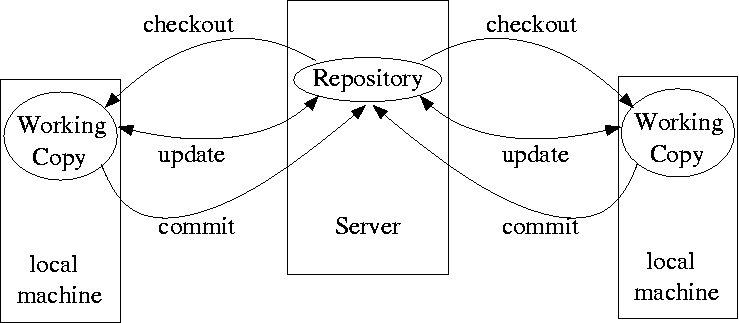 checkout
checkout
Repository
Working
Copy
Working
Copy
update
update
commit
Server
commit
local
machine
local
machine